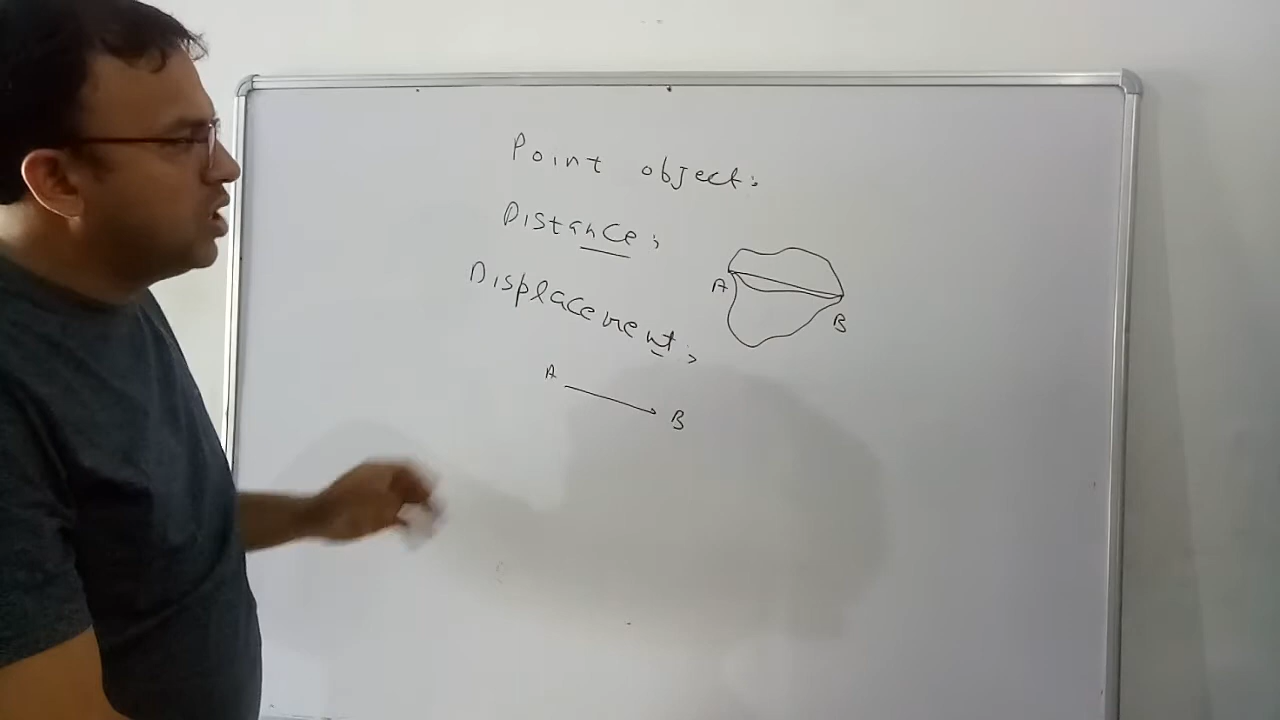 Point object:
Distance;
A
B
Displacement;
A
B